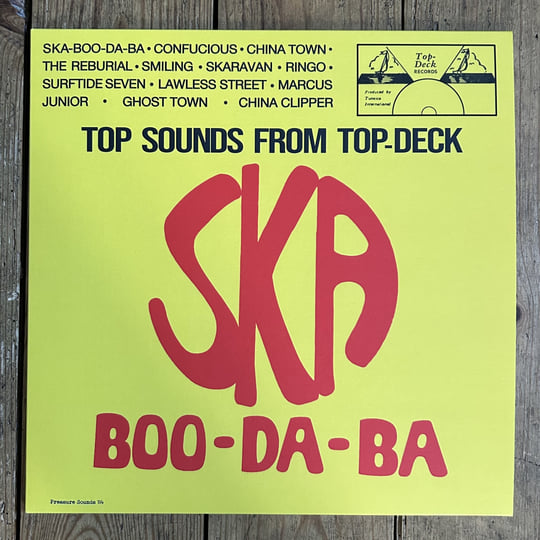 SKA-BOO-DA-BA • CONFUCIOUS • CHINA TOWN •
THE REBURIAL • SMILING • SKARAVAN • RINGO •
SURFTIDE SEVEN • LAWLESS STREET • MARCUS
JUNIOR • GHOST TOWN • CHINA CLIPPER
Top-
Deck
RECORDS
Produced by
Tuneco
International
TOP SOUNDS FROM TOP-DECK
SKA
BOO-DA-BA
Pressure Sounds